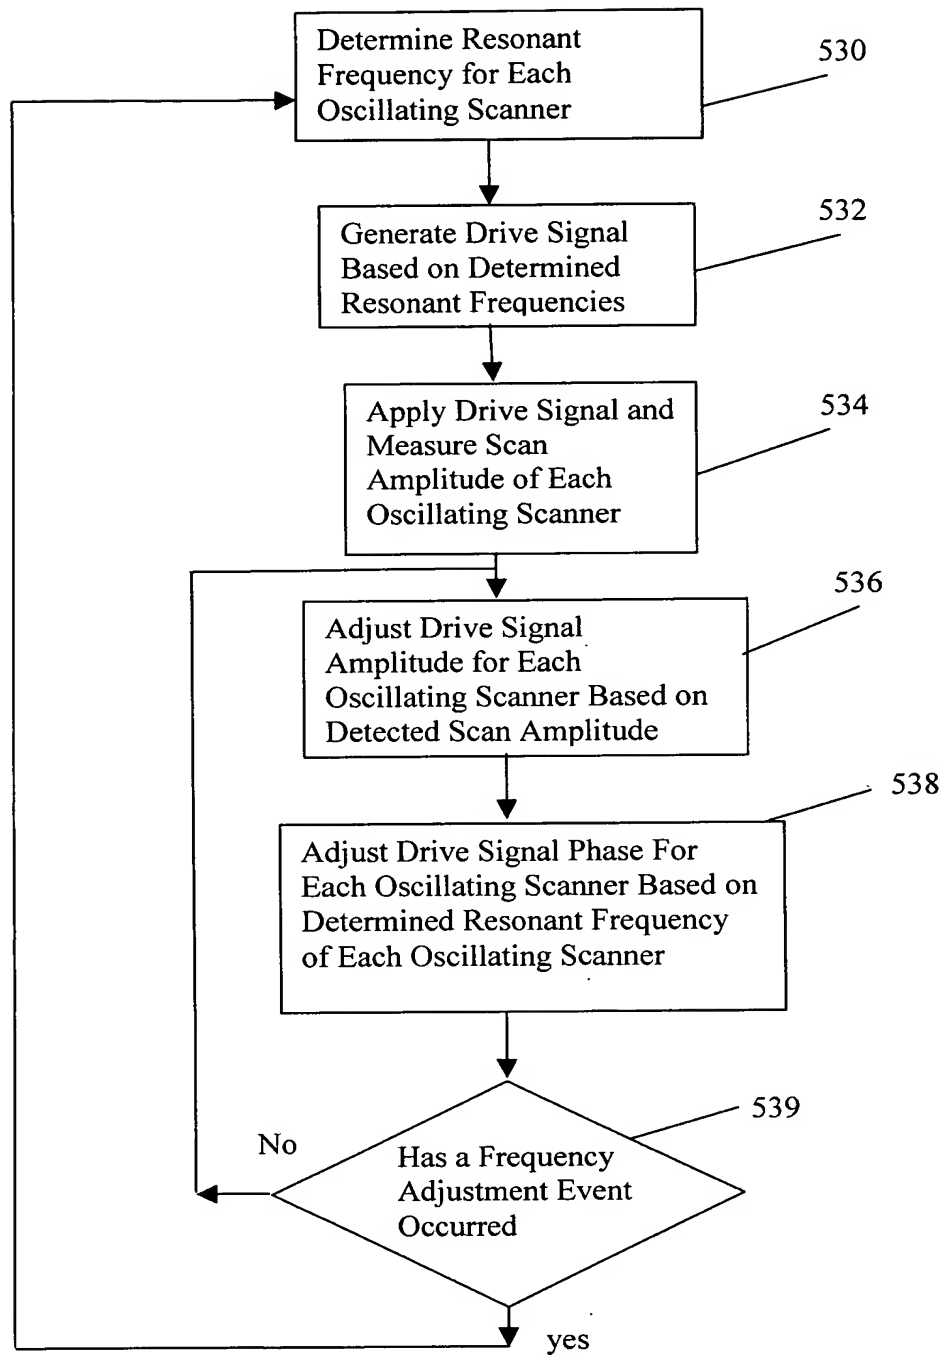 Determine Resonant
Frequency for Each
Oscillating Scanner
530
Generate Drive Signal
Based on Determined
Resonant Frequencies
532
Apply Drive Signal and
Measure Scan
Amplitude of Each
Oscillating Scanner
534
Adjust Drive Signal
Amplitude for Each
Oscillating Scanner Based on
Detected Scan Amplitude
536
Adjust Drive Signal Phase For
Each Oscillating Scanner Based on
Determined Resonant Frequency
of Each Oscillating Scanner
538
Has a Frequency
Adjustment Event
Occurred
539
No
yes